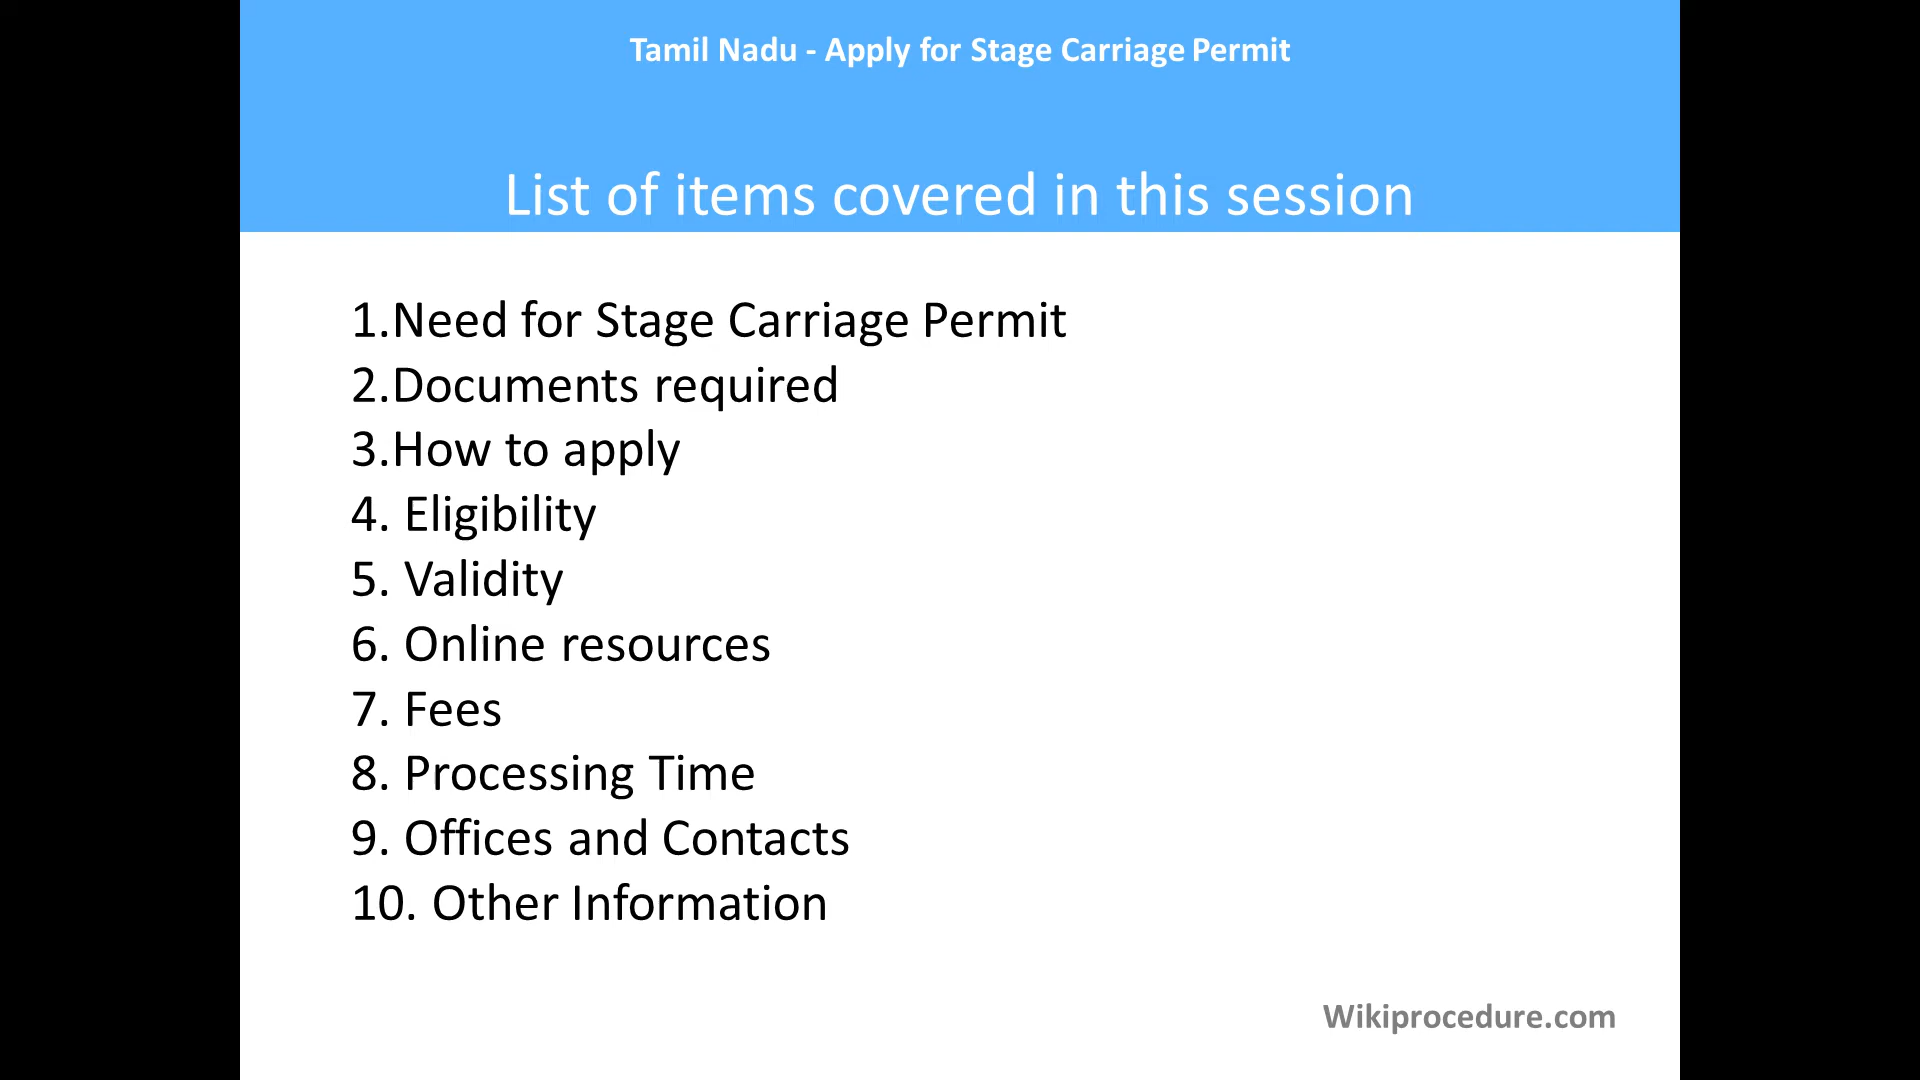 Tamil Nadu - Apply for Stage Carriage Permit
List of items covered in this session
1.Need for Stage Carriage Permit
2.Documents required
3.How to apply
4. Eligibility
5. Validity
6. Online resources
7. Fees
8. Processing Time
9. Offices and Contacts
10. Other Information
Wikiprocedure.com